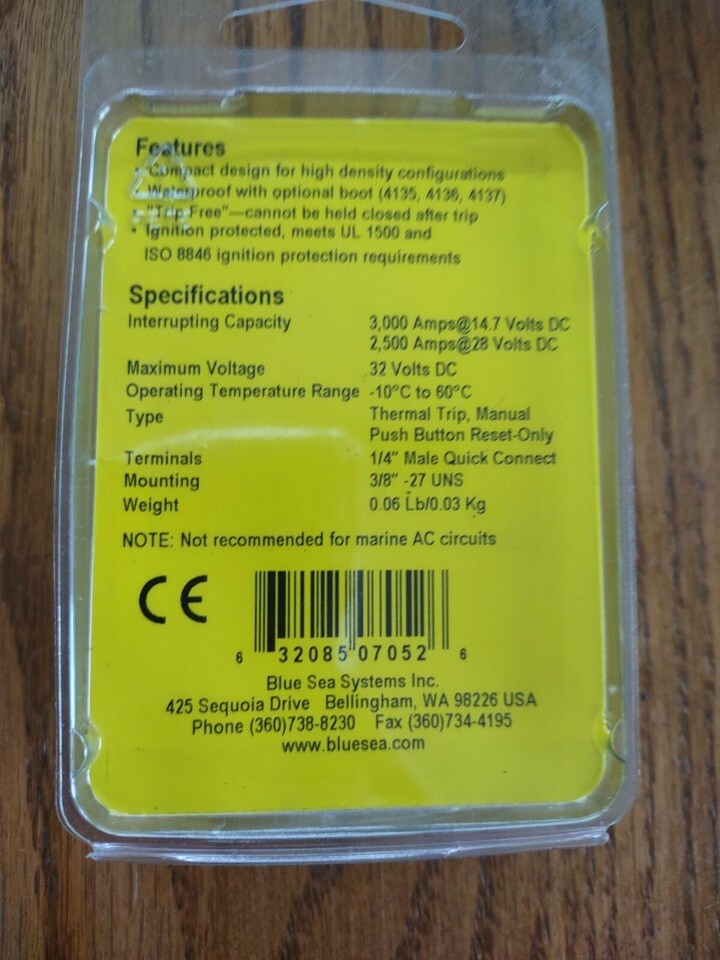 Features
• Compact design for high density configurations
• Waterproof with optional boot (4135, 4136, 4137)
• "Trip Free"—cannot be held closed after trip
• Ignition protected, meets UL 1500 and
ISO 8846 ignition protection requirements
Specifications
Interrupting Capacity 3,000 Amps@14.7 Volts DC
2,500 Amps@28 Volts DC
Maximum Voltage 32 Volts DC
Operating Temperature Range -10°C to 60°C
Type Thermal Trip, Manual
Push Button Reset-Only
Terminals 1/4" Male Quick Connect
Mounting 3/8" -27 UNS
Weight 0.06 Lb/0.03 Kg
NOTE: Not recommended for marine AC circuits
CE
6 32085 07052 6
Blue Sea Systems Inc.
425 Sequoia Drive Bellingham, WA 98226 USA
Phone (360)738-8230 Fax (360)734-4195
www.bluesea.com